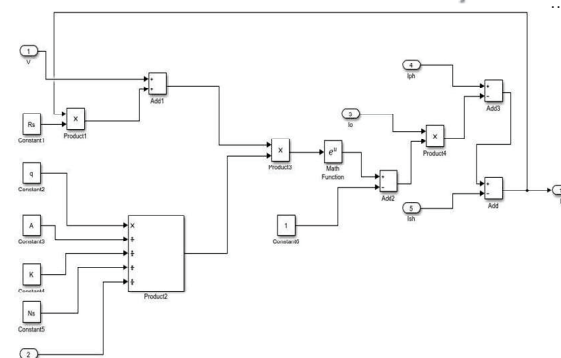 ...
1
V
Rs
Constant1
×
Product1
+
+
Add1
q
Constant2
A
Constant3
K
Constant4
Ns
Constant5
2
×
÷
÷
÷
÷
Product2
×
Product3
e^u
Math
Function
1
Constant6
+
-
Add2
3
Io
×
Product4
4
Iph
+
-
Add3
5
Ish
+
-
Add